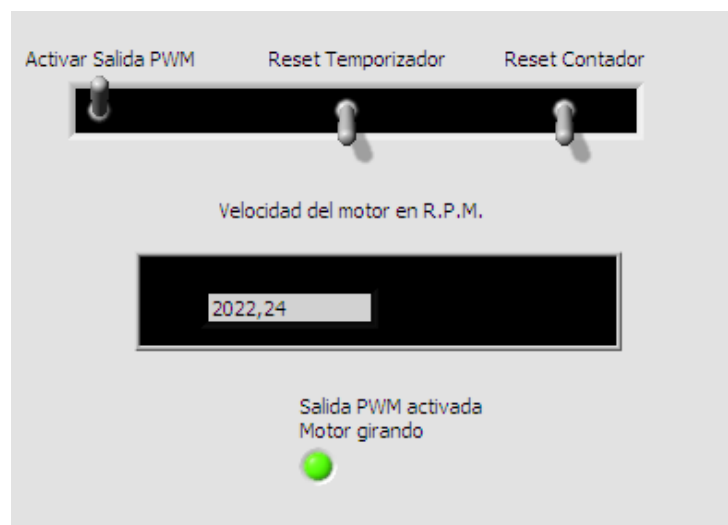 Activar Salida PWM Reset Temporizador Reset Contador
Velocidad del motor en R.P.M.
2022,24
Salida PWM activada
Motor girando